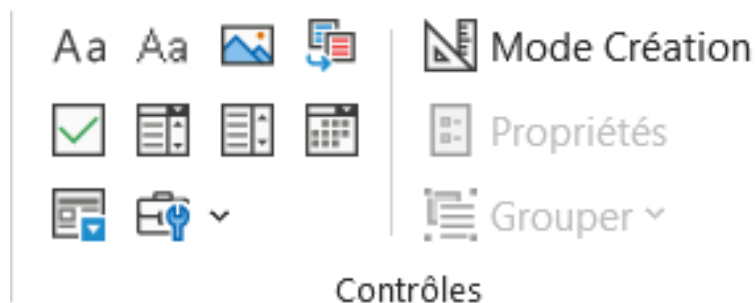 Aa Aa Mode Création
Propriétés
Grouper
Contrôles